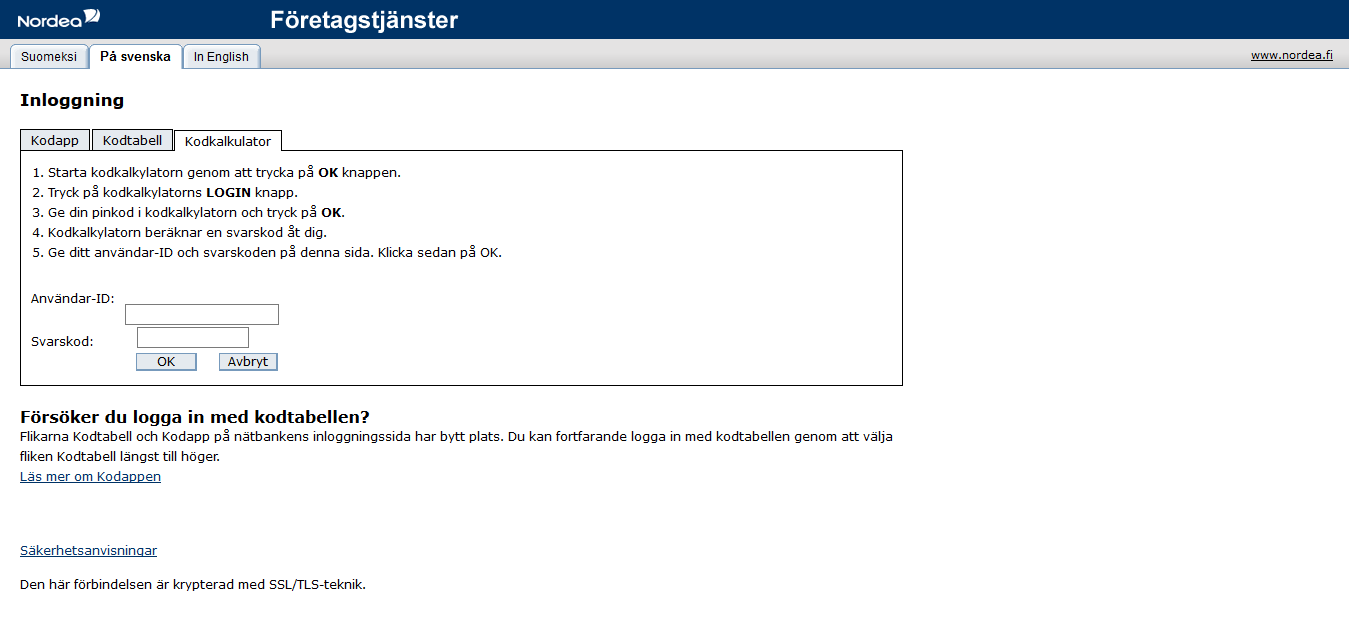 Nordea
Företagstjänster
Suomeksi
På svenska
In English
www.nordea.fi
Inloggning
Kodapp
Kodtabell
Kodkalkulator
1. Starta kodkalkylatorn genom att trycka på OK knappen.
2. Tryck på kodkalkylatorns LOGIN knapp.
3. Ge din pinkod i kodkalkylatorn och tryck på OK.
4. Kodkalkylatorn beräknar en svarskod åt dig.
5. Ge ditt användar-ID och svarskoden på denna sida. Klicka sedan på OK.
Användar-ID:
Svarskod:
OK
Avbryt
Försöker du logga in med kodtabellen?
Flikarna Kodtabell och Kodapp på nätbankens inloggningssida har bytt plats. Du kan fortfarande logga in med kodtabellen genom att välja
fliken Kodtabell längst till höger.
Läs mer om Kodappen
Säkerhetsanvisningar
Den här förbindelsen är krypterad med SSL/TLS-teknik.